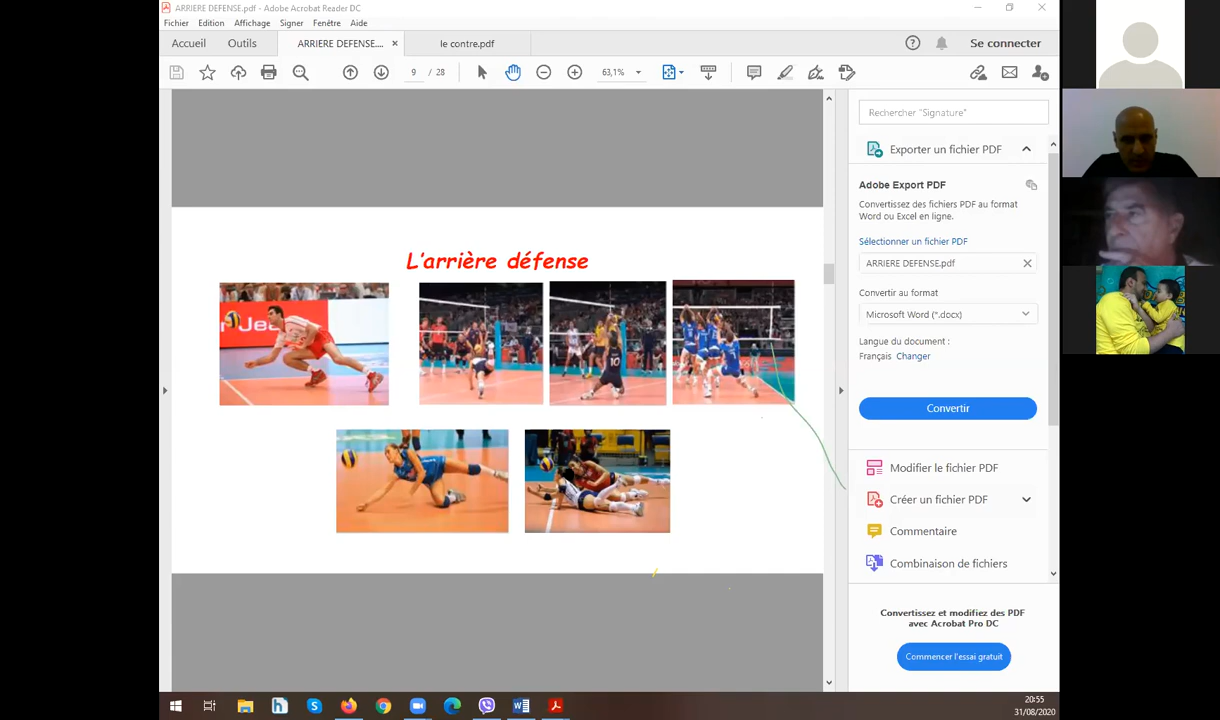 ARRIERE DEFENSE.pdf - Adobe Acrobat Reader DC
Fichier Edition Affichage Signer Fenêtre Aide
Accueil Outils ARRIERE DEFENSE.... × le contre.pdf Se connecter
9 / 28 63,1%
Rechercher "Signature"
Exporter un fichier PDF
Adobe Export PDF
Convertissez des fichiers PDF au format
Word ou Excel en ligne.
Sélectionner un fichier PDF
ARRIERE DEFENSE.pdf
Convertir au format
Microsoft Word (*.docx)
Langue du document :
Français Changer
Convertir
Modifier le fichier PDF
Créer un fichier PDF
Commentaire
Combinaison de fichiers
Convertissez et modifiez des PDF
avec Acrobat Pro DC
Commencer l'essai gratuit
L'arrière défense
10
20:55
31/08/2020